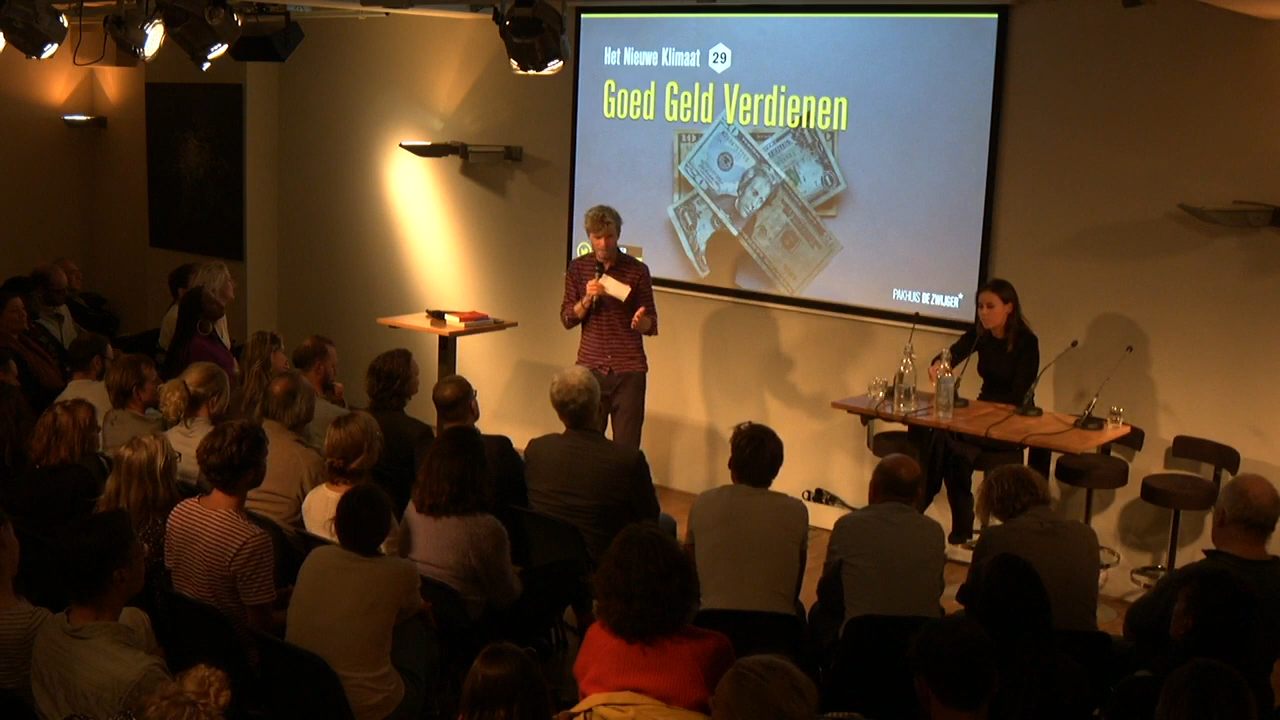 Het Nieuwe Klimaat 29
Goed Geld Verdienen
PAKHUIS DE ZWIJGER